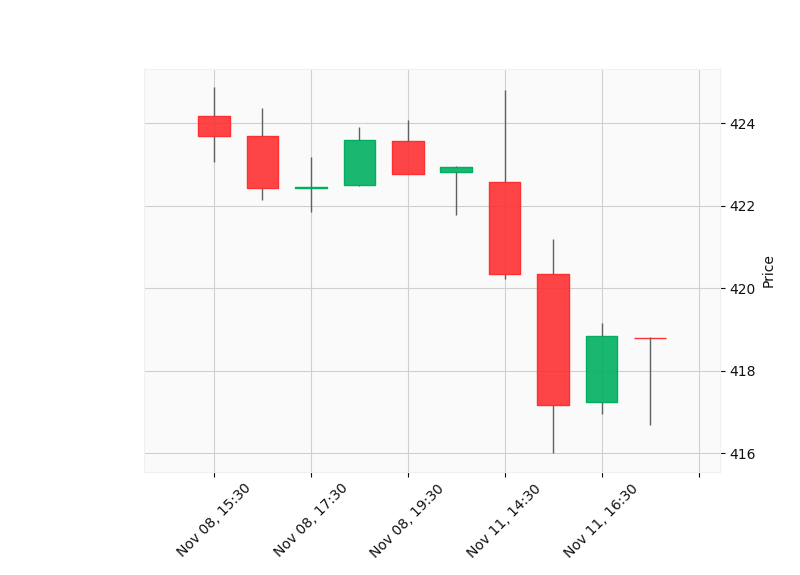 424
422
420
418
416
Price
Nov 08, 15:30
Nov 08, 17:30
Nov 08, 19:30
Nov 11, 14:30
Nov 11, 16:30